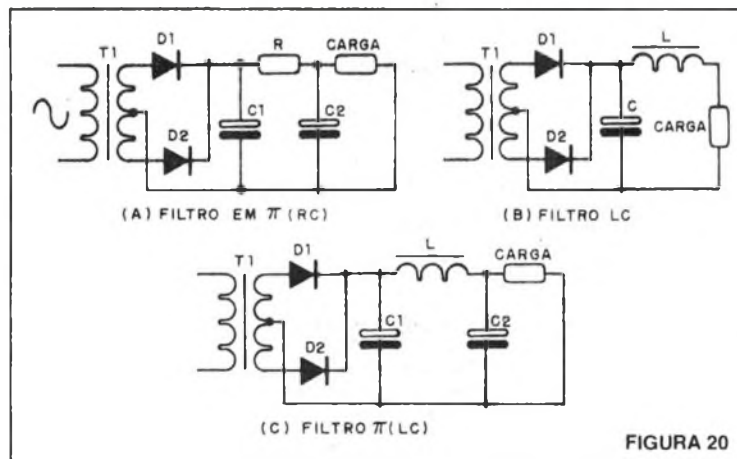 T1
D1
R
CARGA
C1
C2
D2
(A) FILTRO EM π (RC)
T1
D1
L
C
CARGA
D2
(B) FILTRO LC
T1
D1
L
CARGA
C1
C2
D2
(C) FILTRO π(LC)
FIGURA 20